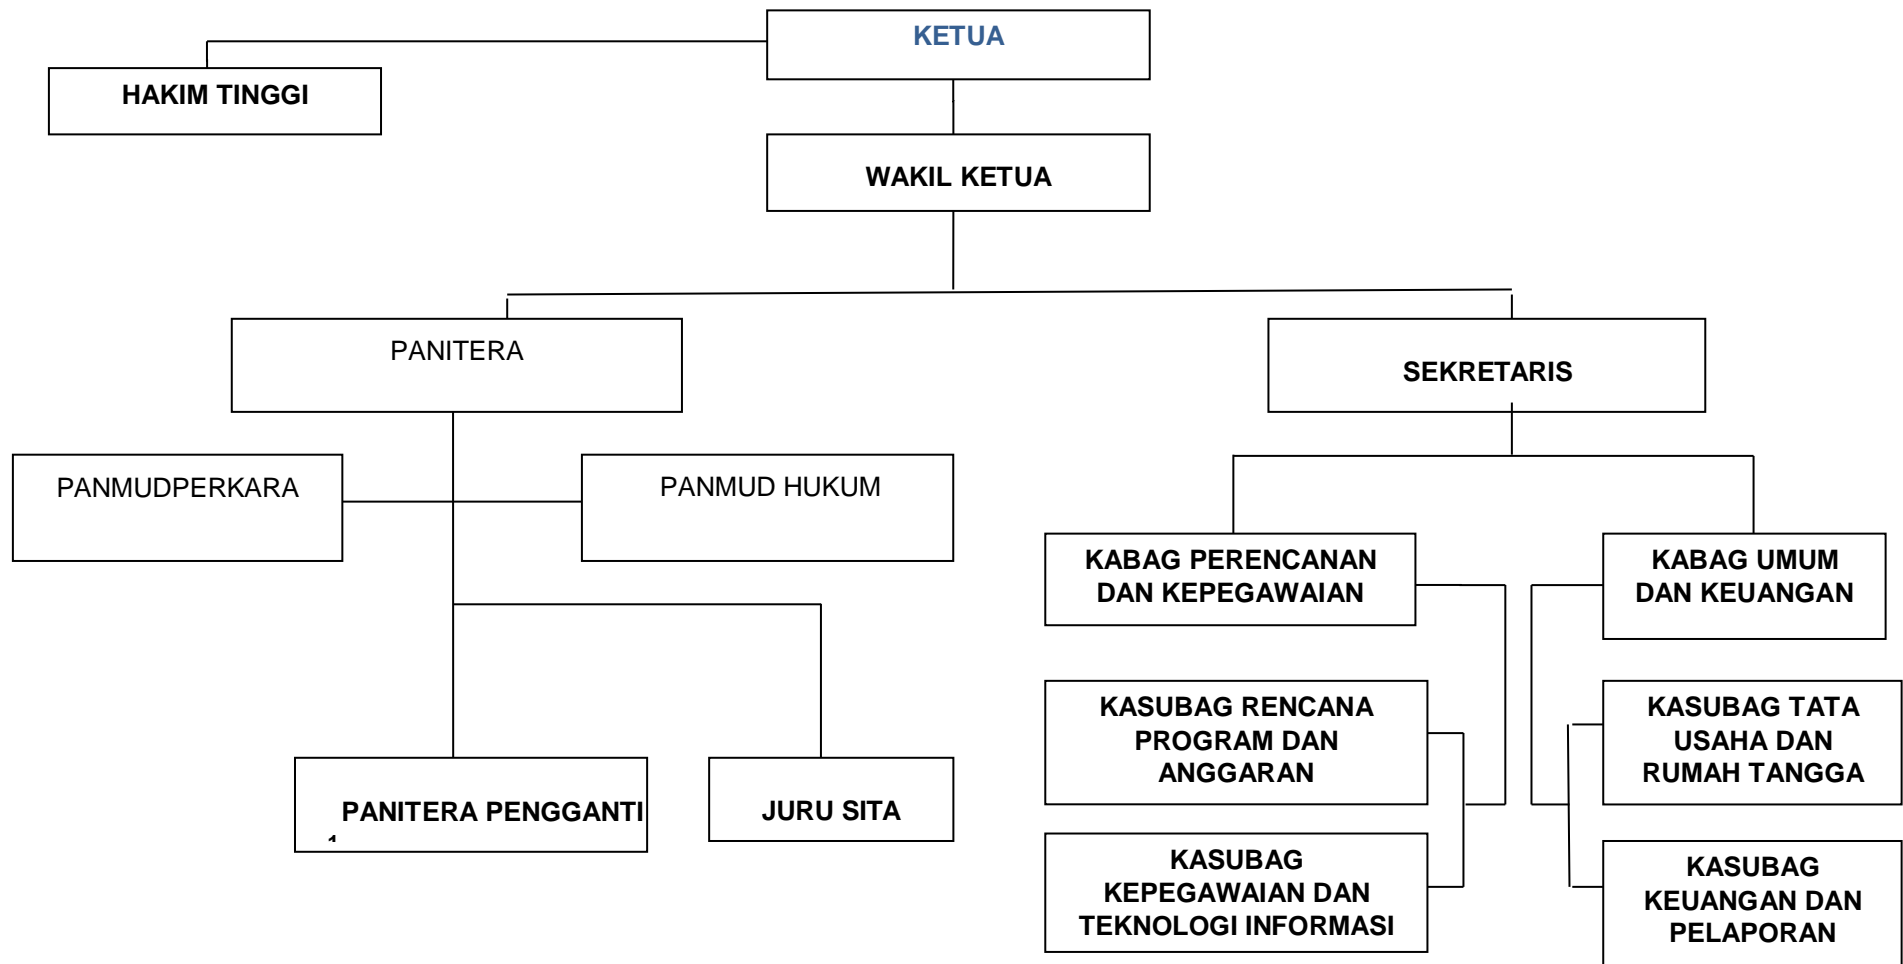 KETUA
HAKIM TINGGI
WAKIL KETUA
PANITERA
SEKRETARIS
PANMUDPERKARA
PANMUD HUKUM
KABAG PERENCANAN
DAN KEPEGAWAIAN
KABAG UMUM
DAN KEUANGAN
KASUBAG RENCANA
PROGRAM DAN
ANGGARAN
KASUBAG TATA
USAHA DAN
RUMAH TANGGA
PANITERA PENGGANTI
JURU SITA
KASUBAG
KEPEGAWAIAN DAN
TEKNOLOGI INFORMASI
KASUBAG
KEUANGAN DAN
PELAPORAN